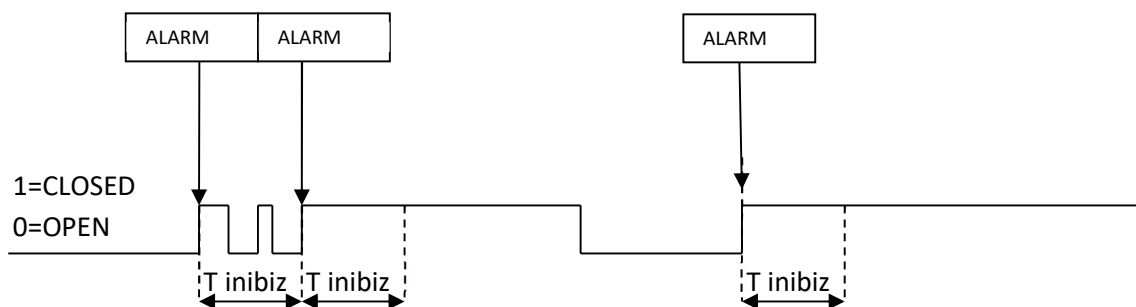 ALARM ALARM ALARM
1=CLOSED
0=OPEN
T inibiz T inibiz T inibiz